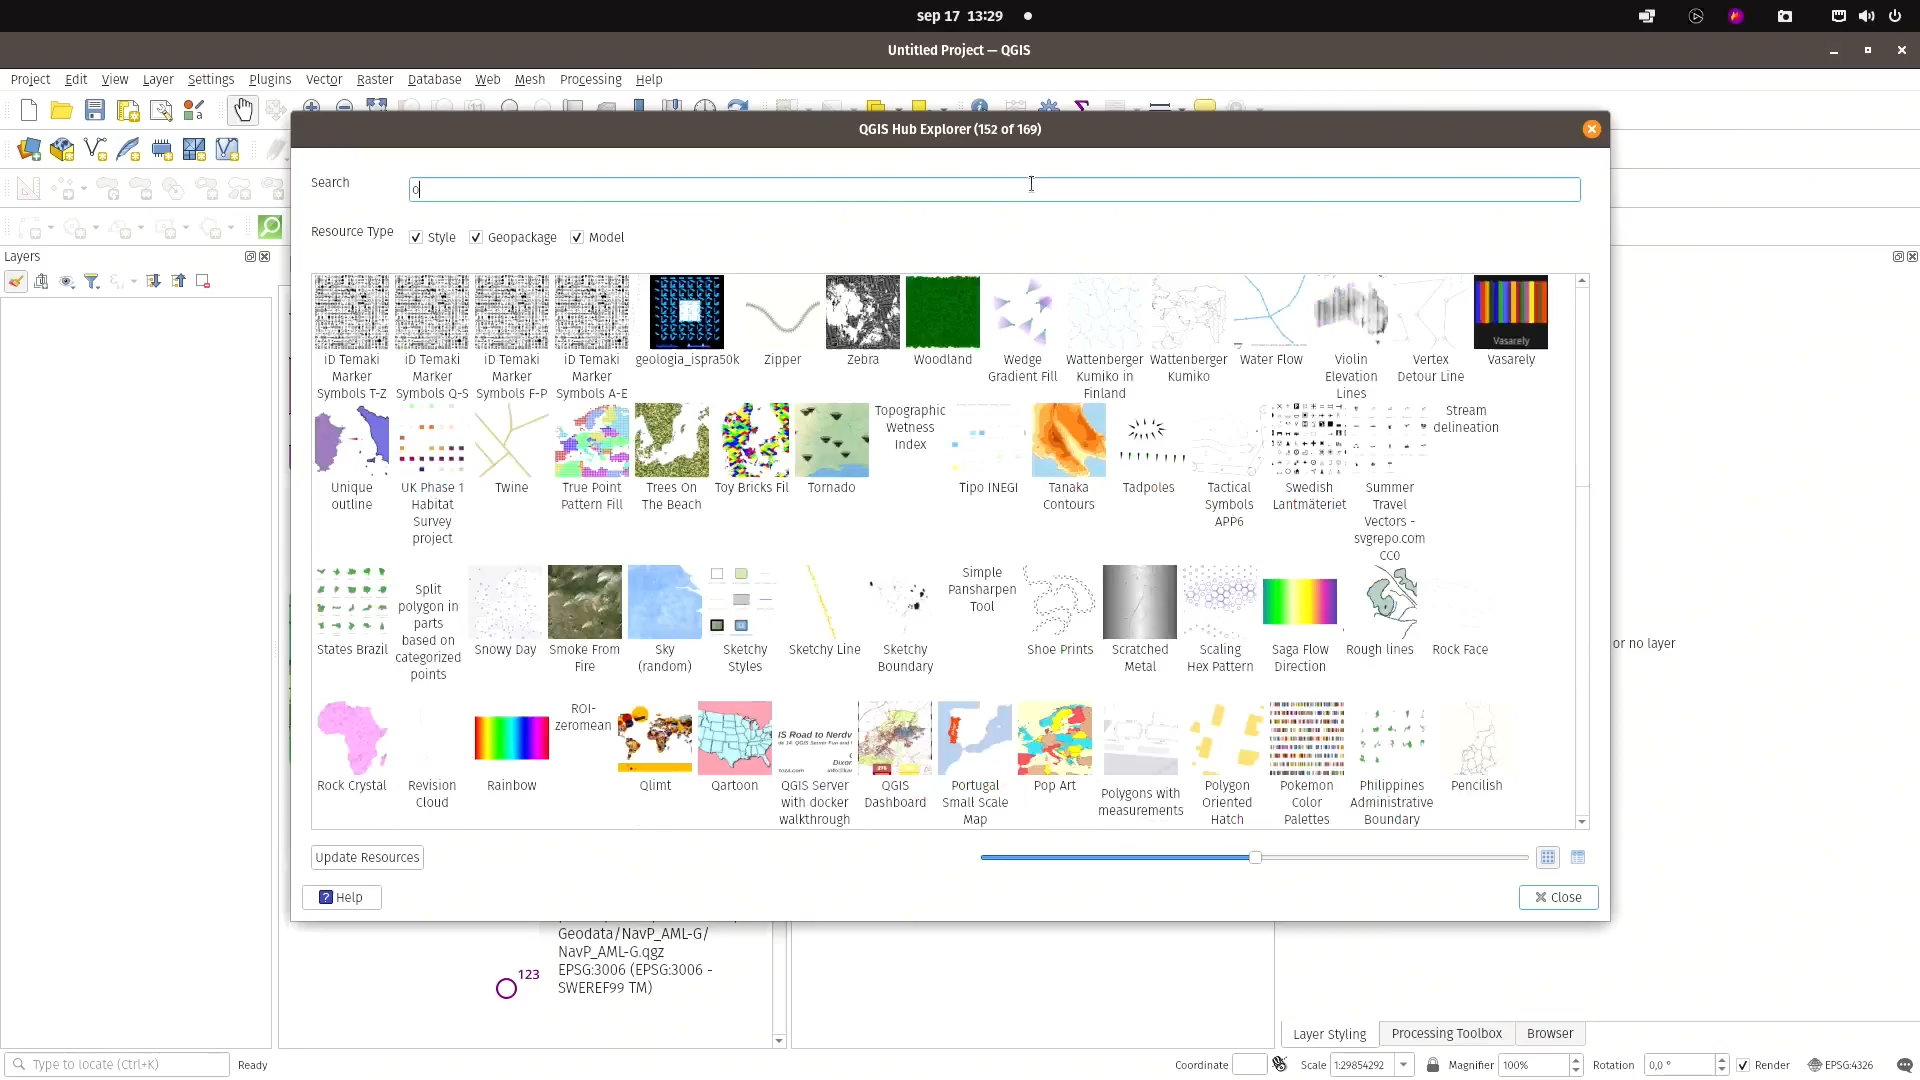 sep 17 13:29
Untitled Project — QGIS
Project Edit View Layer Settings Plugins Vector Raster Database Web Mesh Processing Help
QGIS Hub Explorer (152 of 169)
Search
o
Resource Type Style Geopackage Model
Layers
iD Temaki Marker Symbols T-Z
iD Temaki Marker Symbols Q-S
iD Temaki Marker Symbols F-P
iD Temaki Marker Symbols A-E
geologia_ispra50k
Zipper
Zebra
Woodland
Wedge Gradient Fill
Wattenberger Kumiko in Finland
Wattenberger Kumiko
Water Flow
Violin Elevation Lines
Vertex Detour Line
Vasarely
Vasarely
Unique outline
UK Phase 1 Habitat Survey project
Twine
True Point Pattern Fill
Trees On The Beach
Toy Bricks Fil
Tornado
Topographic Wetness Index
Tipo INEGI
Tanaka Contours
Tadpoles
Tactical Symbols APP6
Swedish Lantmäteriet
Summer Travel Vectors - svgrepo.com CC0
Stream delineation
States Brazil
Split polygon in parts based on categorized points
Snowy Day
Smoke From Fire
Sky (random)
Sketchy Styles
Sketchy Line
Sketchy Boundary
Simple Pansharpen Tool
Shoe Prints
Scratched Metal
Scaling Hex Pattern
Saga Flow Direction
Rough lines
Rock Face
or no layer
Rock Crystal
Revision Cloud
Rainbow
ROI-zeromean
Qlimt
Qartoon
IS Road to Nerdv
QGIS Server with docker walkthrough
QGIS Dashboard
Portugal Small Scale Map
Pop Art
Polygons with measurements
Polygon Oriented Hatch
Pokemon Color Palettes
Philippines Administrative Boundary
Pencilish
Update Resources
Help
Close
Geodata/NavP_AML-G/
NavP_AML-G.qgz
EPSG:3006 (EPSG:3006 -
SWEREF99 TM)
123
Layer Styling Processing Toolbox Browser
Type to locate (Ctrl+K) Ready Coordinate Scale 1:29854292 Magnifier 100% Rotation 0,0 ° Render EPSG:4326